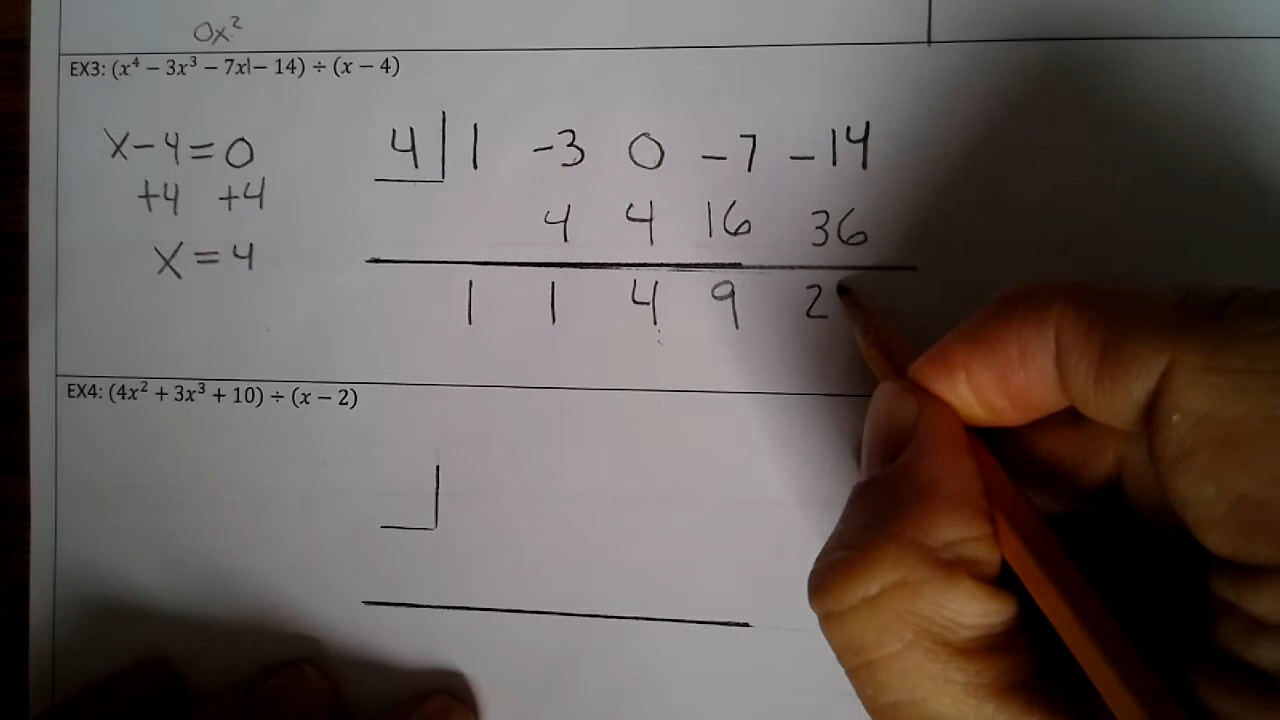 0x²
EX3: (x⁴ − 3x³ − 7x − 14) ÷ (x − 4)
x − 4 = 0
+4 +4
x = 4
4 1 -3 0 -7 -14
4 4 16 36
1 1 4 9 2
EX4: (4x² + 3x³ + 10) ÷ (x − 2)